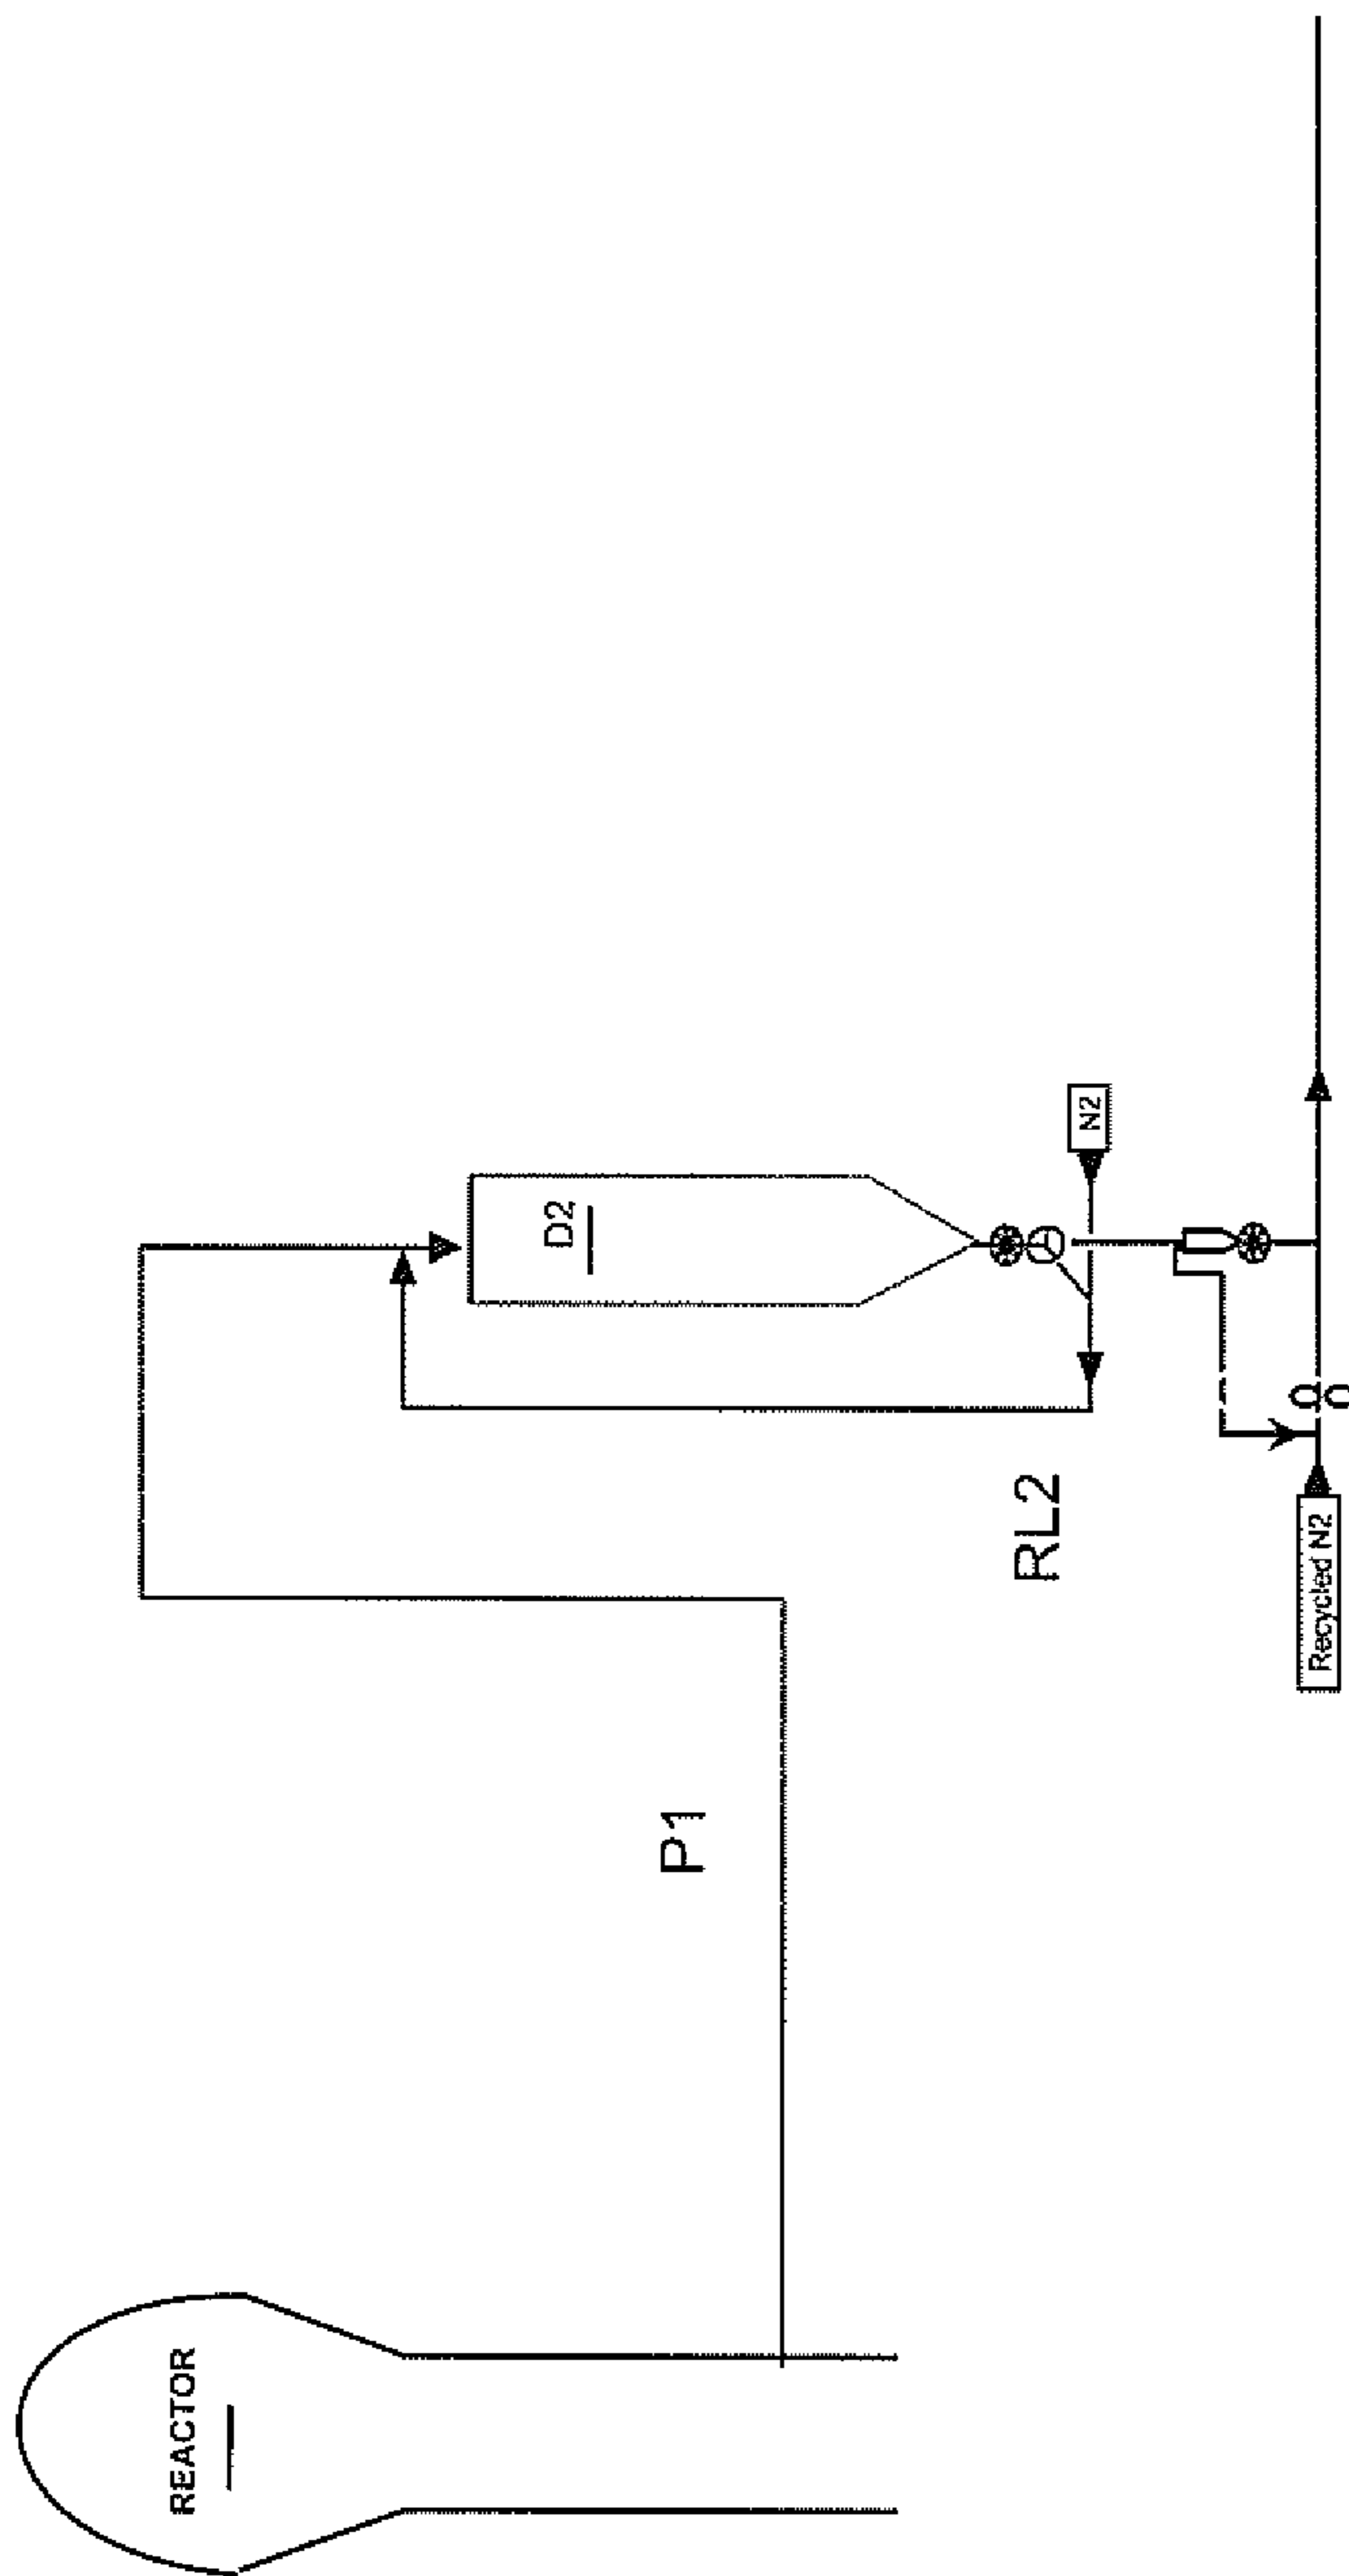 REACTOR
P1
RL2
D2
N2
Recycled N2